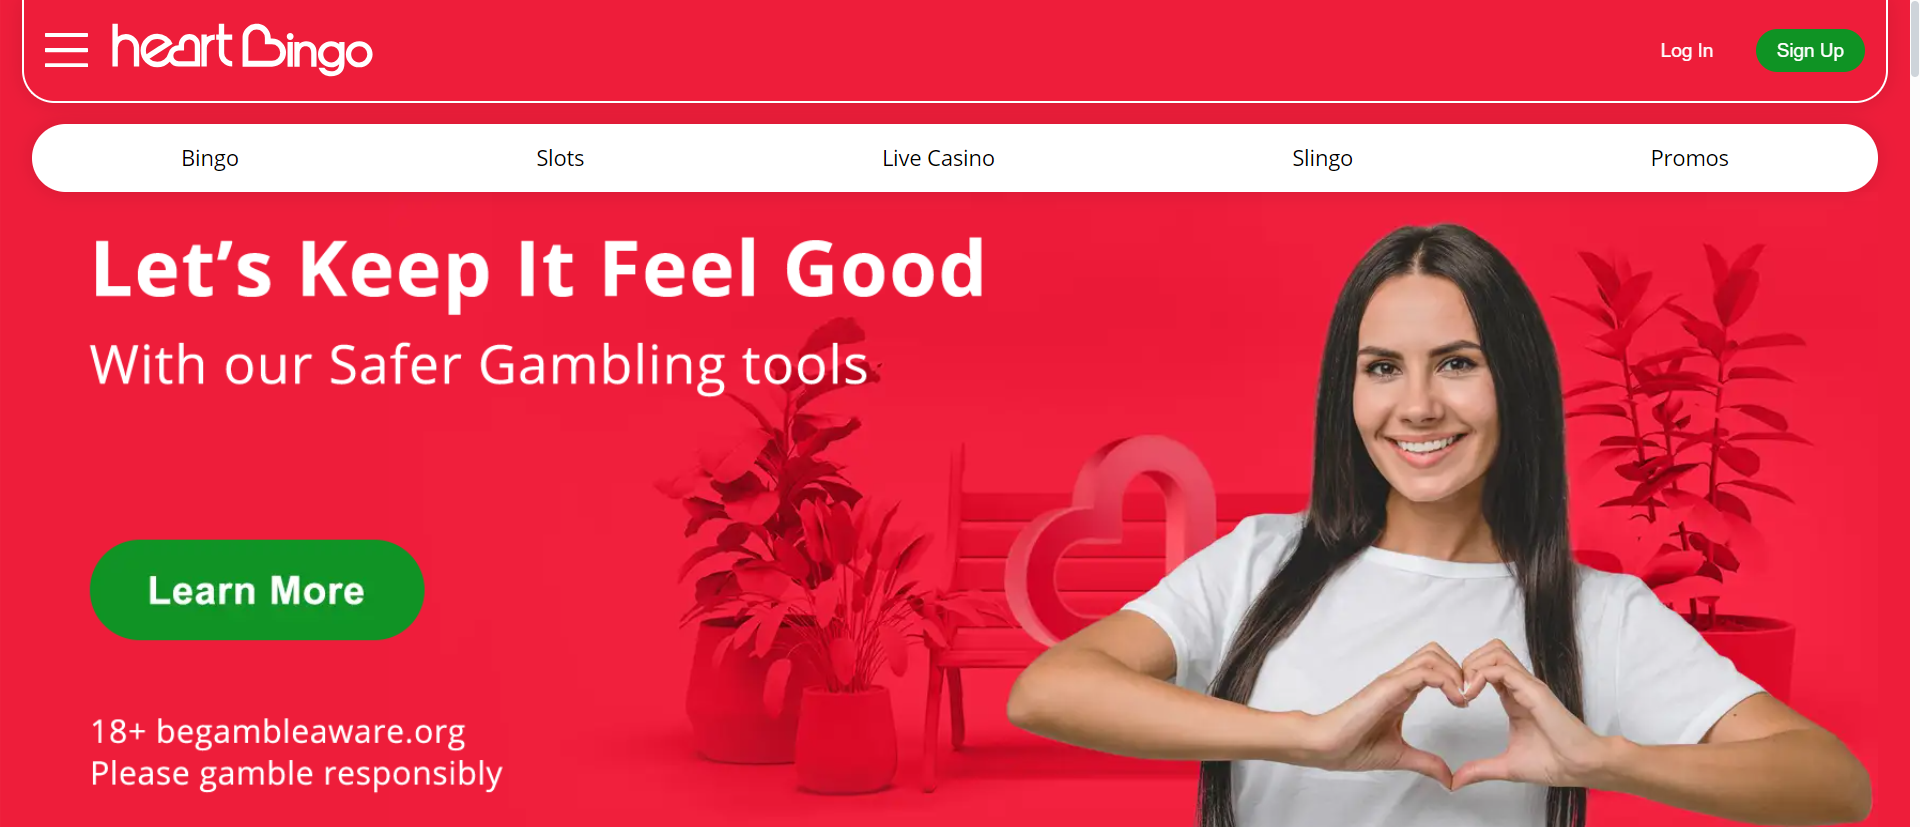 heart Bingo
Log In
Sign Up
Bingo
Slots
Live Casino
Slingo
Promos
Let’s Keep It Feel Good
With our Safer Gambling tools
Learn More
18+ begambleaware.org
Please gamble responsibly